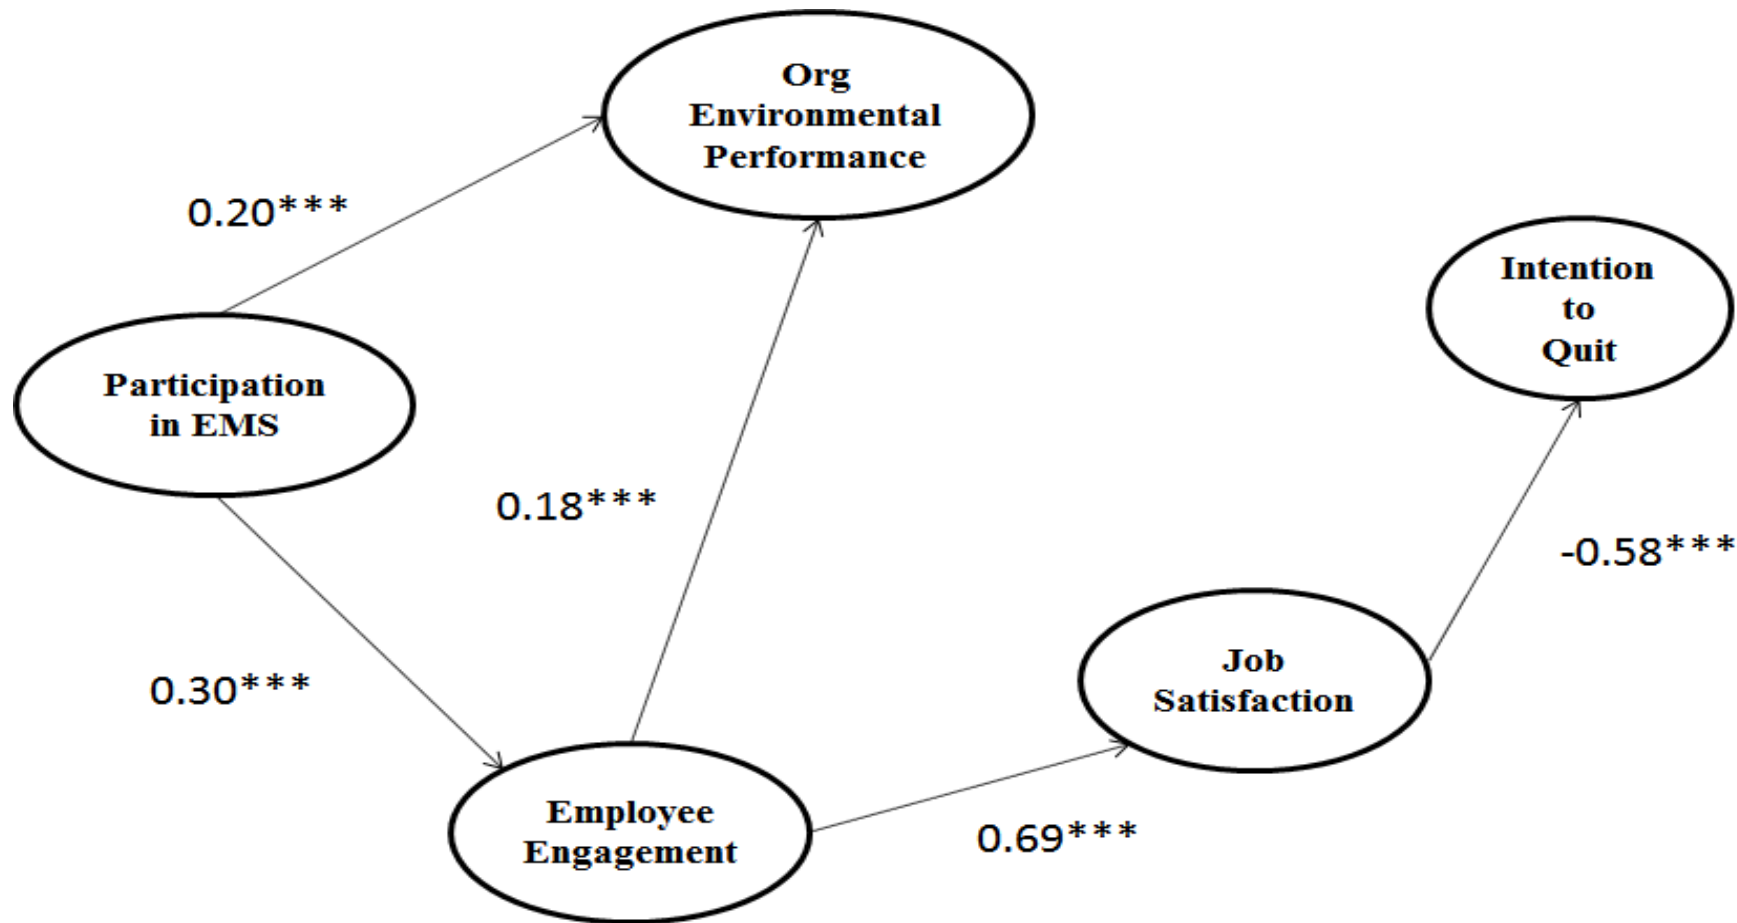 Org
Environmental
Performance
0.20***
Intention
to
Quit
Participation
in EMS
0.18***
-0.58***
0.30***
Job
Satisfaction
Employee
Engagement
0.69***